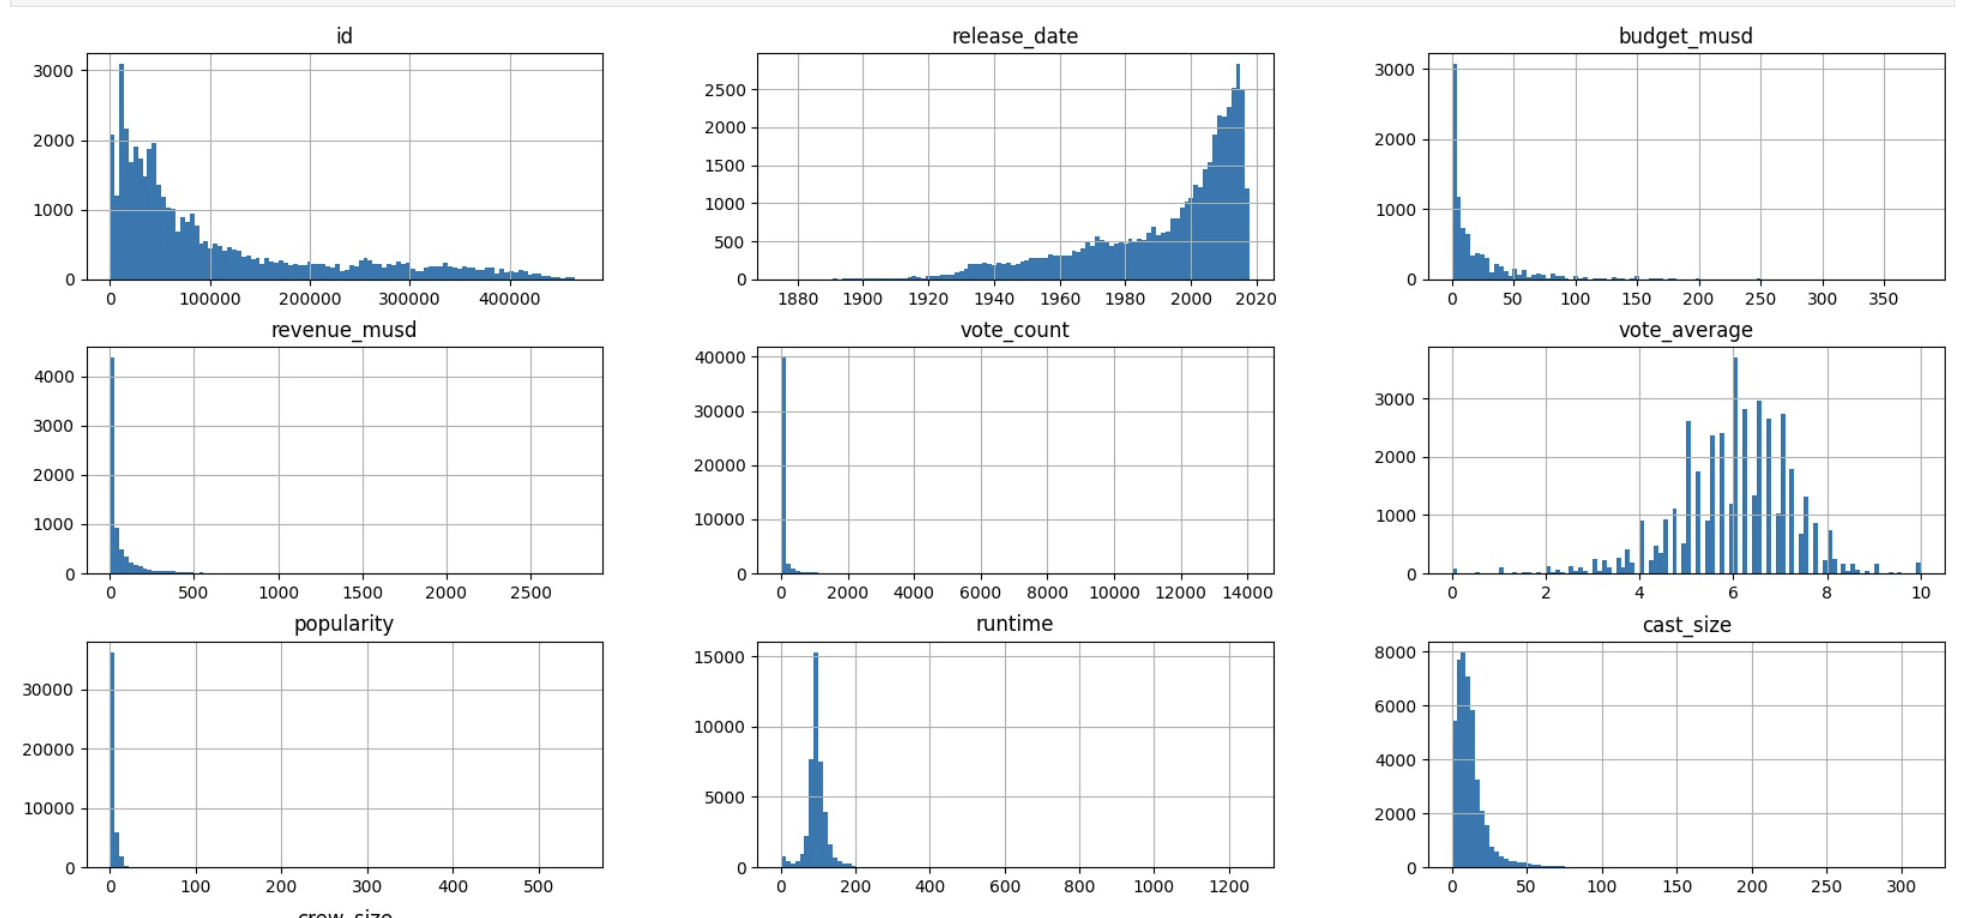 id
3000
2000
1000
0
0 100000 200000 300000 400000
release_date
2500
2000
1500
1000
500
0
1880 1900 1920 1940 1960 1980 2000 2020
budget_musd
3000
2000
1000
0
0 50 100 150 200 250 300 350
revenue_musd
4000
3000
2000
1000
0
0 500 1000 1500 2000 2500
vote_count
40000
30000
20000
10000
0
0 2000 4000 6000 8000 10000 12000 14000
vote_average
3000
2000
1000
0
0 2 4 6 8 10
popularity
30000
20000
10000
0
0 100 200 300 400 500
runtime
15000
10000
5000
0
0 200 400 600 800 1000 1200
cast_size
8000
6000
4000
2000
0
0 50 100 150 200 250 300
crew_size